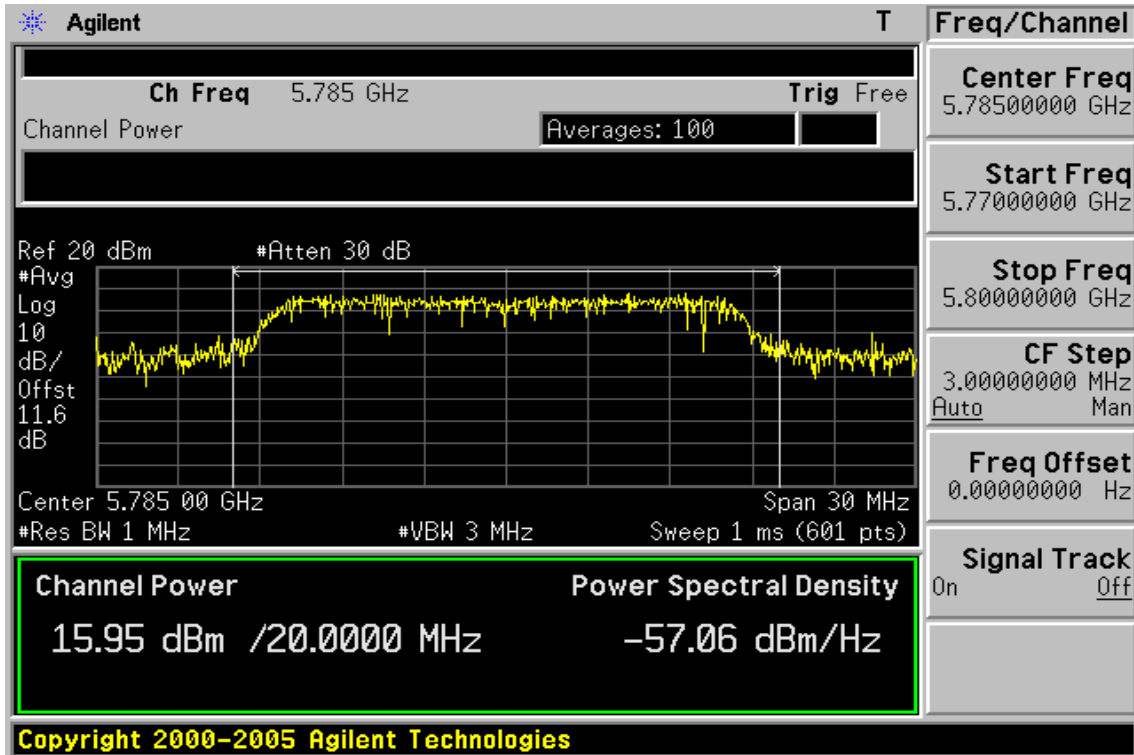 Agilent T
Ch Freq 5.785 GHz Trig Free
Channel Power Averages: 100
Ref 20 dBm #Atten 30 dB
#Avg
Log
10
dB/
Offst
11.6
dB
Center 5.785 00 GHz Span 30 MHz
#Res BW 1 MHz #VBW 3 MHz Sweep 1 ms (601 pts)
Channel Power Power Spectral Density
15.95 dBm /20.0000 MHz -57.06 dBm/Hz
Copyright 2000-2005 Agilent Technologies
Freq/Channel
Center Freq
5.78500000 GHz
Start Freq
5.77000000 GHz
Stop Freq
5.80000000 GHz
CF Step
3.00000000 MHz
Auto Man
Freq Offset
0.00000000 Hz
Signal Track
On Off